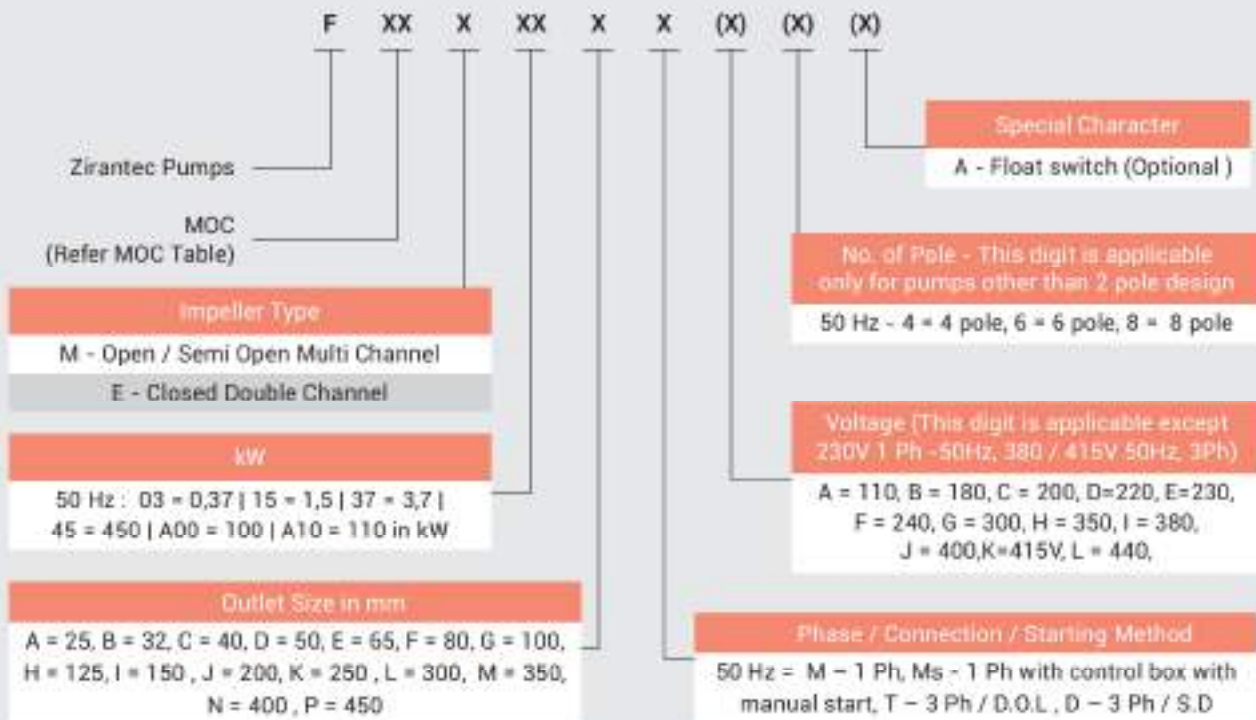 F XX X XX X X (X) (X) (X)
Zirantec Pumps
MOC
(Refer MOC Table)
Impeller Type
M - Open / Semi Open Multi Channel
E - Closed Double Channel
kW
50 Hz : 03 = 0,37 | 15 = 1,5 | 37 = 3,7 |
45 = 450 | A00 = 100 | A10 = 110 in kW
Outlet Size in mm
A = 25, B = 32, C = 40, D = 50, E = 65, F = 80, G = 100,
H = 125, I = 150 , J = 200, K = 250 , L = 300, M = 350,
N = 400 , P = 450
Special Character
A - Float switch (Optional )
No. of Pole - This digit is applicable
only for pumps other than 2 pole design
50 Hz - 4 = 4 pole, 6 = 6 pole, 8 = 8 pole
Voltage (This digit is applicable except
230V 1 Ph -50Hz, 380 / 415V 50Hz, 3Ph)
A = 110, B = 180, C = 200, D=220, E=230,
F = 240, G = 300, H = 350, I = 380,
J = 400,K=415V, L = 440,
Phase / Connection / Starting Method
50 Hz = M – 1 Ph, Ms - 1 Ph with control box with
manual start, T – 3 Ph / D.O.L , D – 3 Ph / S.D